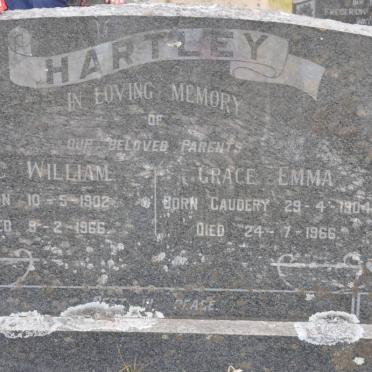 HARTLEY
IN LOVING MEMORY
OF
OUR BELOVED PARENTS
WILLIAM
GRACE EMMA
10-5-1902
BORN CAUDERY 29-4-1904
9-2-1966
DIED 24-7-1966
PEACE
FREDERICK